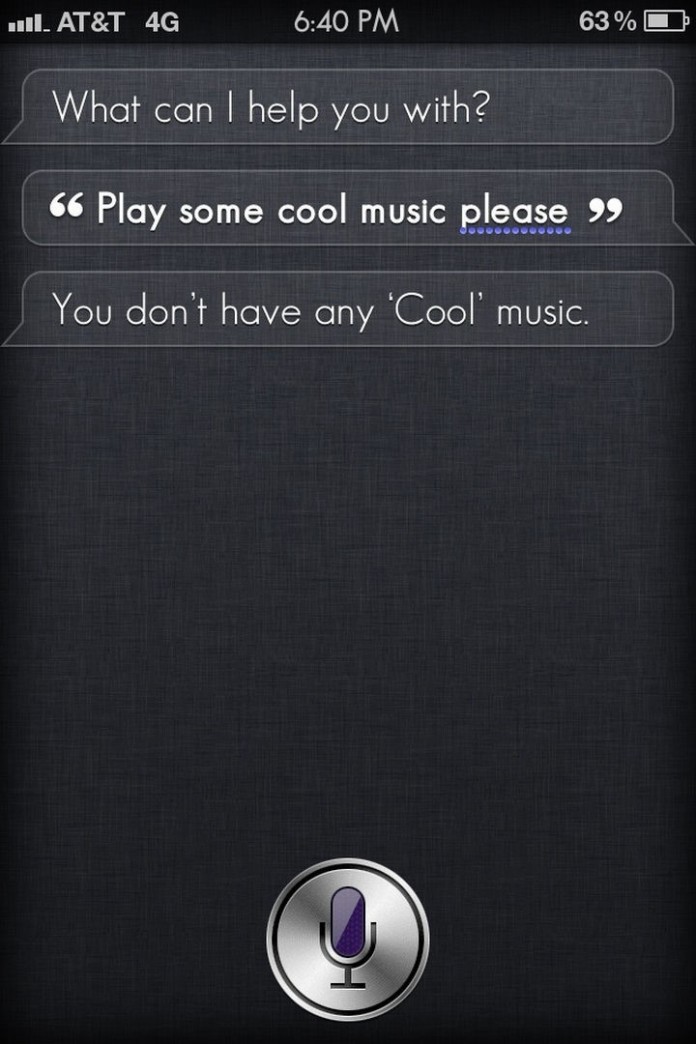 AT&T 4G 6:40 PM 63%
What can I help you with?
“ Play some cool music please ”
You don’t have any ‘Cool’ music.